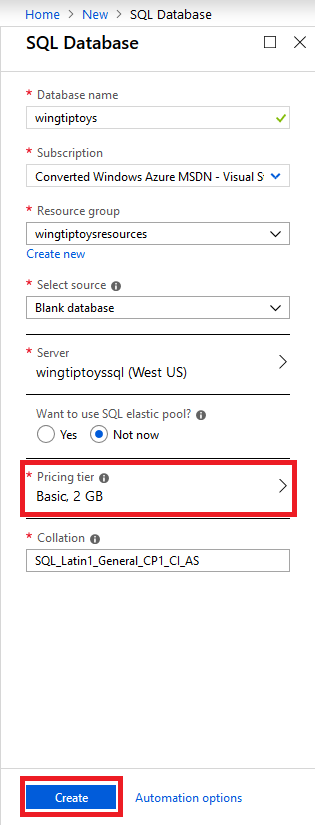 Home > New > SQL Database
SQL Database
* Database name
wingtiptoys
* Subscription
Converted Windows Azure MSDN - Visual St
* Resource group
wingtiptoysresources
Create new
* Select source
Blank database
* Server
wingtiptoyssql (West US)
Want to use SQL elastic pool?
Yes Not now
* Pricing tier
Basic, 2 GB
* Collation
SQL_Latin1_General_CP1_CI_AS
Create Automation options